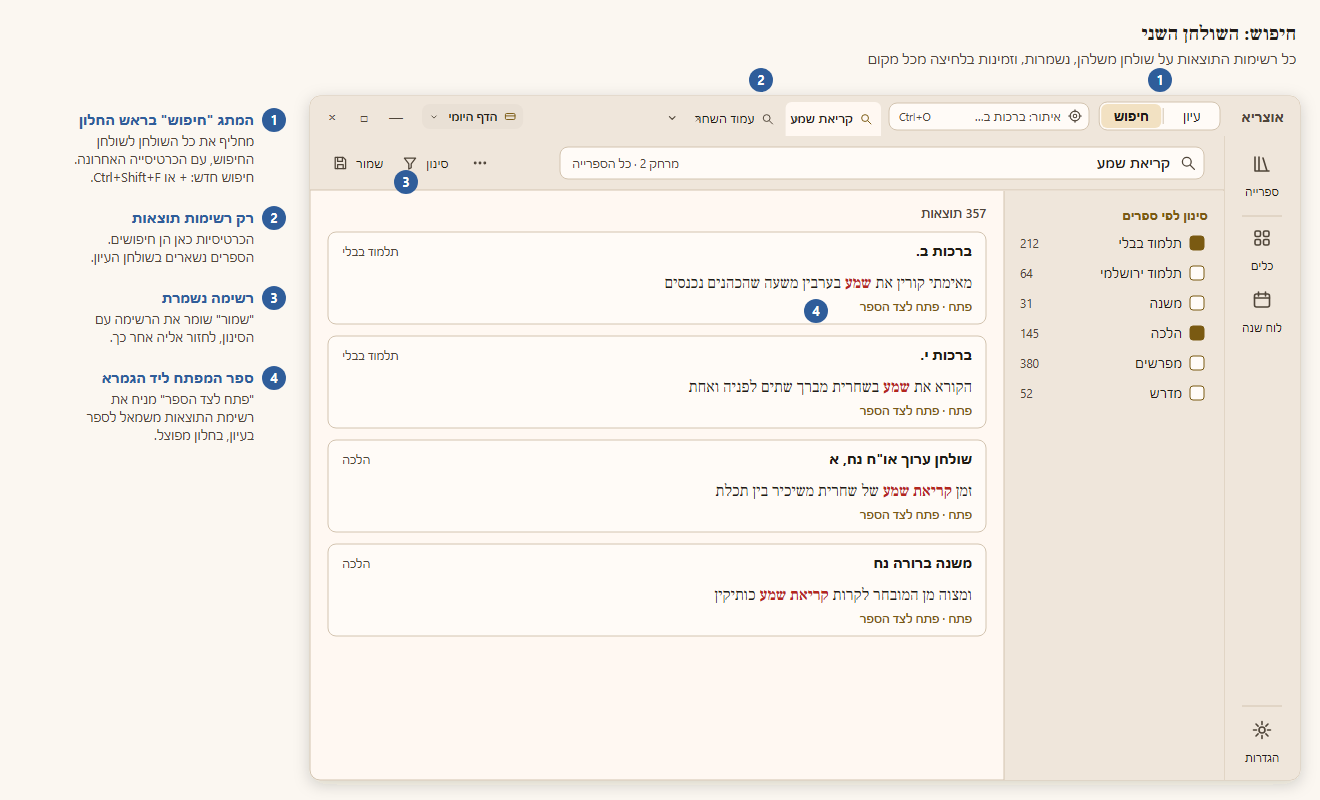 חיפוש: השולחן השני
כל רשימות התוצאות על שולחן משלהן, נשמרות, וזמינות בלחיצה מכל מקום
1
2
אוצריא
עיון
חיפוש
איתור: ברכות ב...
Ctrl+O
קריאת שמע
עמוד השחר
הדף היומי
קריאת שמע
מרחק 2 · כל הספרייה
סינון
שמור
3
ספרייה
כלים
לוח שנה
הגדרות
סינון לפי ספרים
תלמוד בבלי 212
תלמוד ירושלמי 64
משנה 31
הלכה 145
מפרשים 380
מדרש 52
357 תוצאות
ברכות ב.
תלמוד בבלי
מאימתי קורין את שמע בערבין משעה שהכהנים נכנסים
פתח · פתח לצד הספר
4
ברכות י.
תלמוד בבלי
הקורא את שמע בשחרית מברך שתים לפניה ואחת
פתח · פתח לצד הספר
שולחן ערוך או"ח נח, א
הלכה
זמן קריאת שמע של שחרית משיכיר בין תכלת
פתח · פתח לצד הספר
משנה ברורה נח
הלכה
ומצוה מן המובחר לקרות קריאת שמע כותיקין
פתח · פתח לצד הספר
1 המתג "חיפוש" בראש החלון
מחליף את כל השולחן לשולחן
החיפוש, עם הכרטיסייה האחרונה.
חיפוש חדש: + או Ctrl+Shift+F.
2 רק רשימות תוצאות
הכרטיסיות כאן הן חיפושים.
הספרים נשארים בשולחן העיון.
3 רשימה נשמרת
"שמור" שומר את הרשימה עם
הסינון, לחזור אליה אחר כך.
4 ספר המפתח ליד הגמרא
"פתח לצד הספר" מניח את
רשימת התוצאות משמאל לספר
בעיון, בחלון מפוצל.